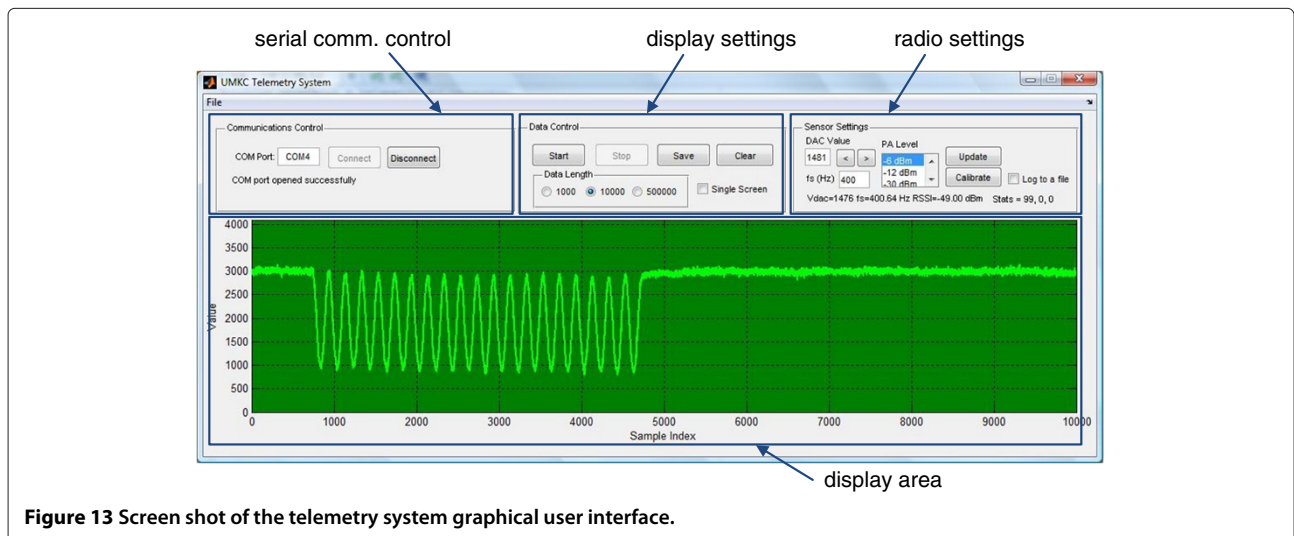 serial comm. control display settings radio settings
UMKC Telemetry System
File
Communications Control
COM Port: COM4 Connect Disconnect
COM port opened successfully
Data Control
Start Stop Save Clear
Data Length
1000 10000 500000 Single Screen
Sensor Settings
DAC Value PA Level
1481 < > -6 dBm Update
-12 dBm
fs (Hz) 400 -30 dBm Calibrate Log to a file
Vdac=1476 fs=400.64 Hz RSSI=-49.00 dBm Stats = 99, 0, 0
4000
3500
3000
2500
2000
1500
1000
500
0
Value
0 1000 2000 3000 4000 5000 6000 7000 8000 9000 10000
Sample Index
display area
Figure 13 Screen shot of the telemetry system graphical user interface.